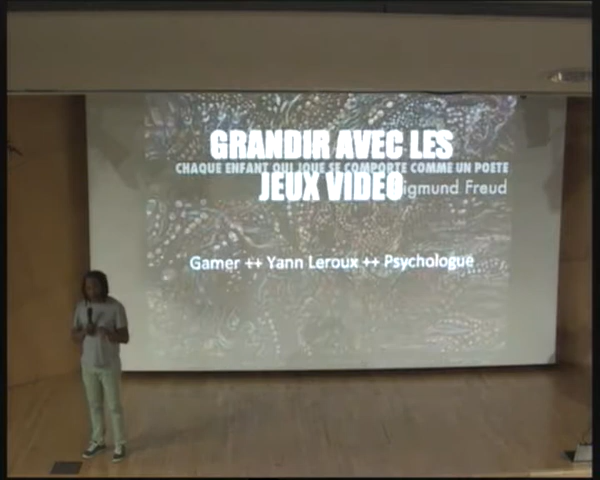 GRANDIR AVEC LES
CHAQUE ENFANT QUI JOUE SE COMPORTE COMME UN POETE
JEUX VIDEO
igmund Freud
Gamer ++ Yann Leroux ++ Psychologue